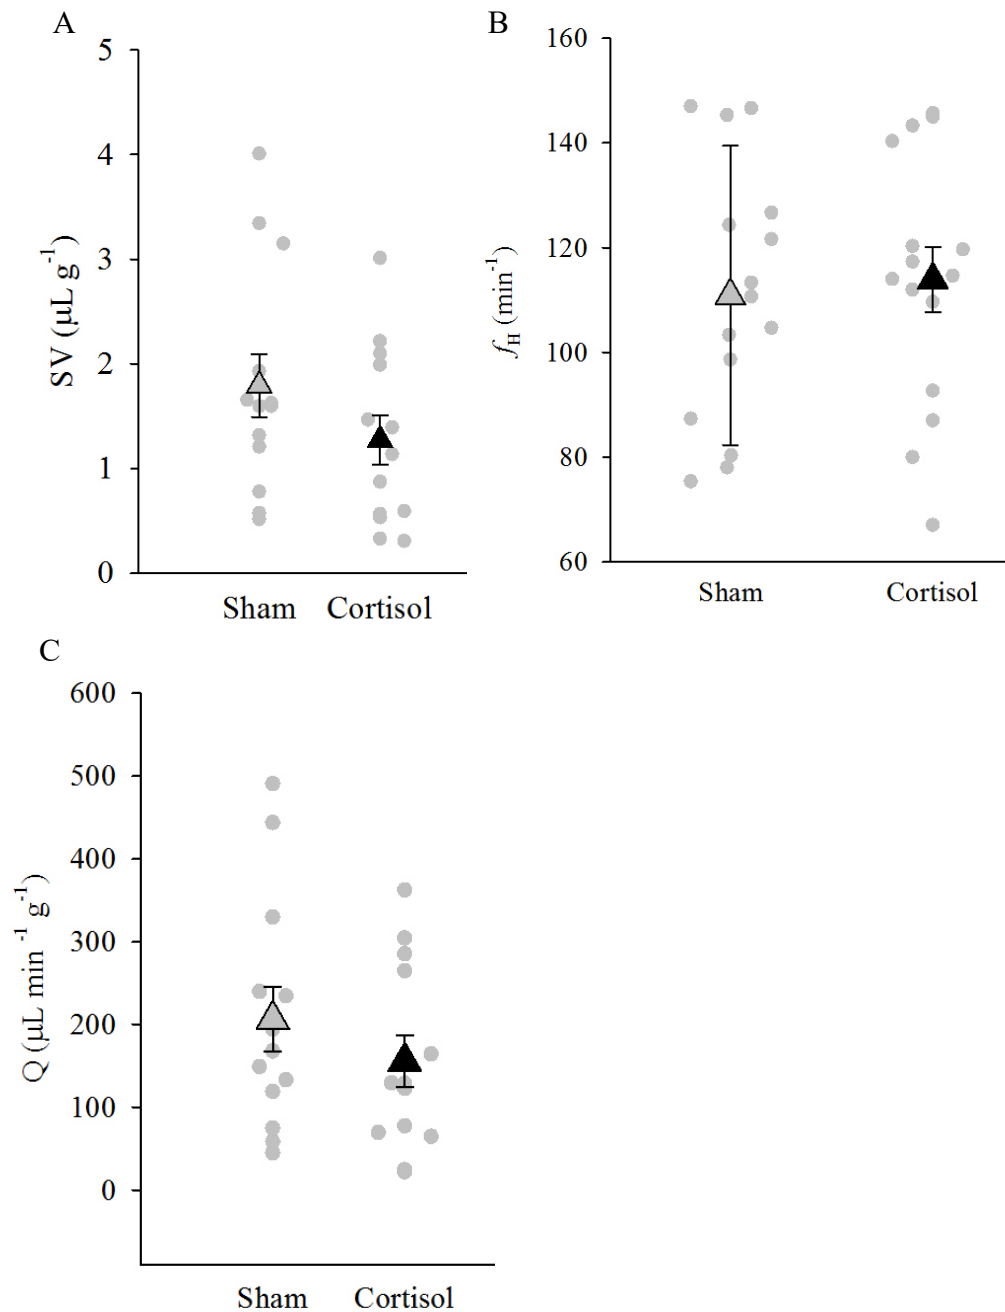 A
5
4
3
2
1
0
SV (µL g⁻¹)
Sham Cortisol
B
160
140
120
100
80
60
fH (min⁻¹)
Sham Cortisol
C
600
500
400
300
200
100
0
Q (µL min ⁻¹ g⁻¹)
Sham Cortisol